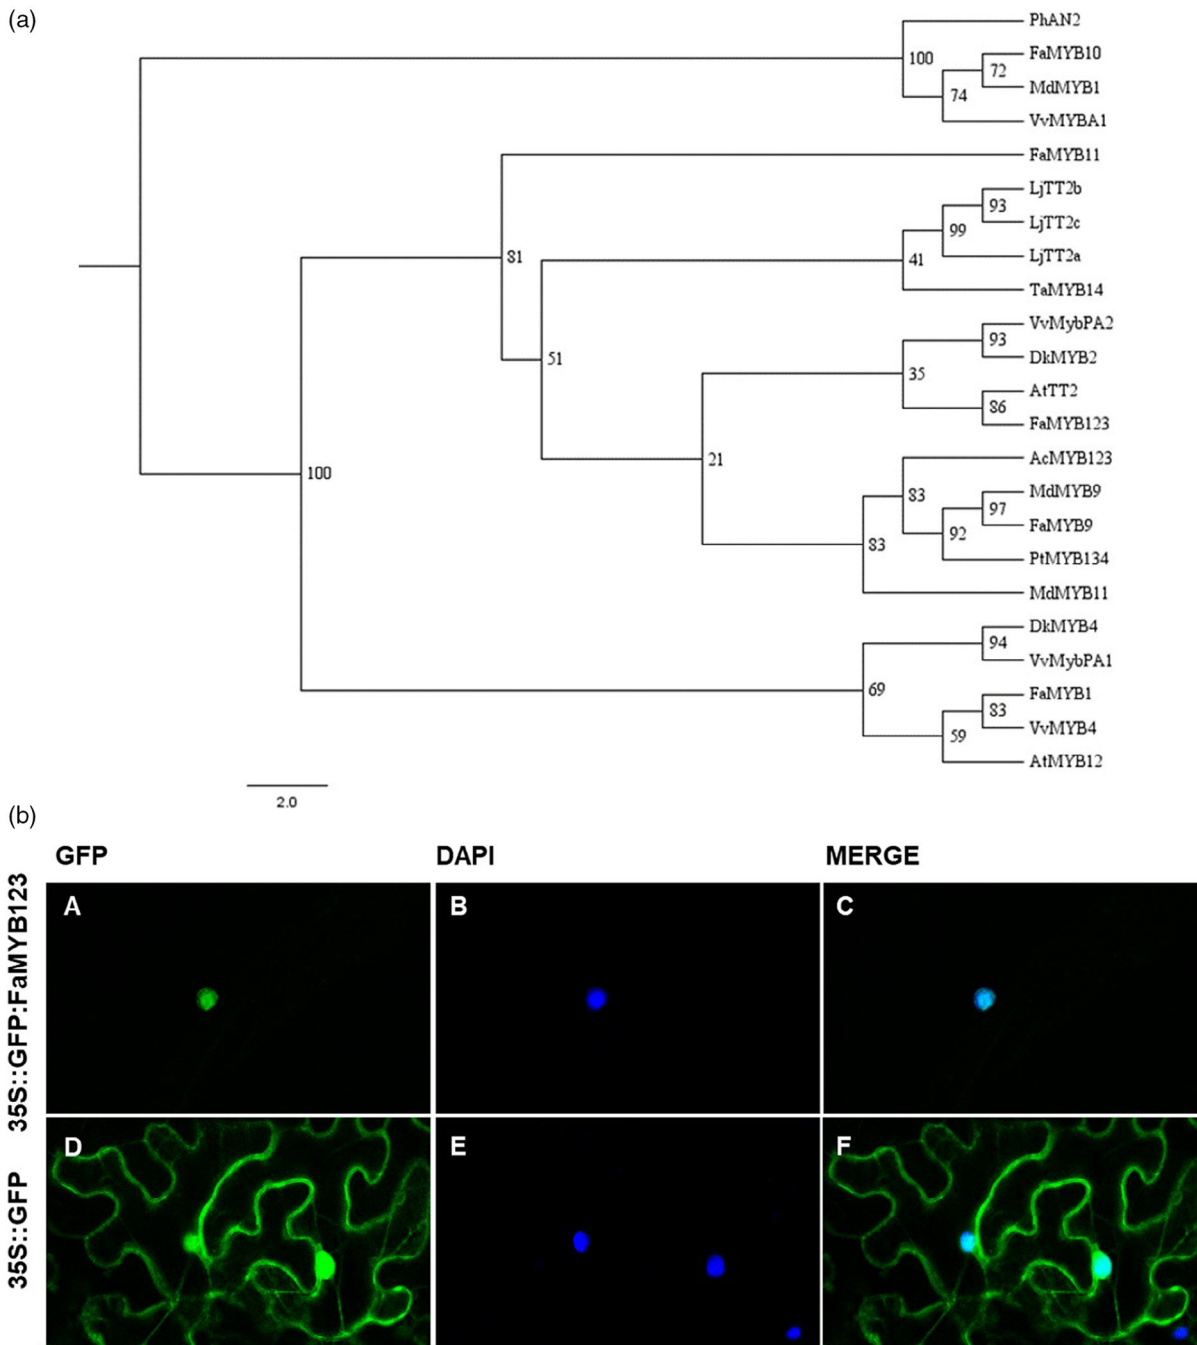 (a)
PhAN2
100
FaMYB10
72
MdMYB1
74
VvMYBA1
FaMYB11
81
LjTT2b
93
LjTT2c
99
LjTT2a
41
TaMYB14
51
VvMybPA2
93
DkMYB2
35
AtTT2
86
FaMYB123
21
AcMYB123
83
MdMYB9
97
FaMYB9
92
PtMYB134
83
MdMYB11
100
DkMYB4
94
VvMybPA1
69
FaMYB1
83
VvMYB4
59
AtMYB12
2.0
(b)
GFP DAPI MERGE
35S::GFP:FaMYB123
A B C
35S::GFP
D E F